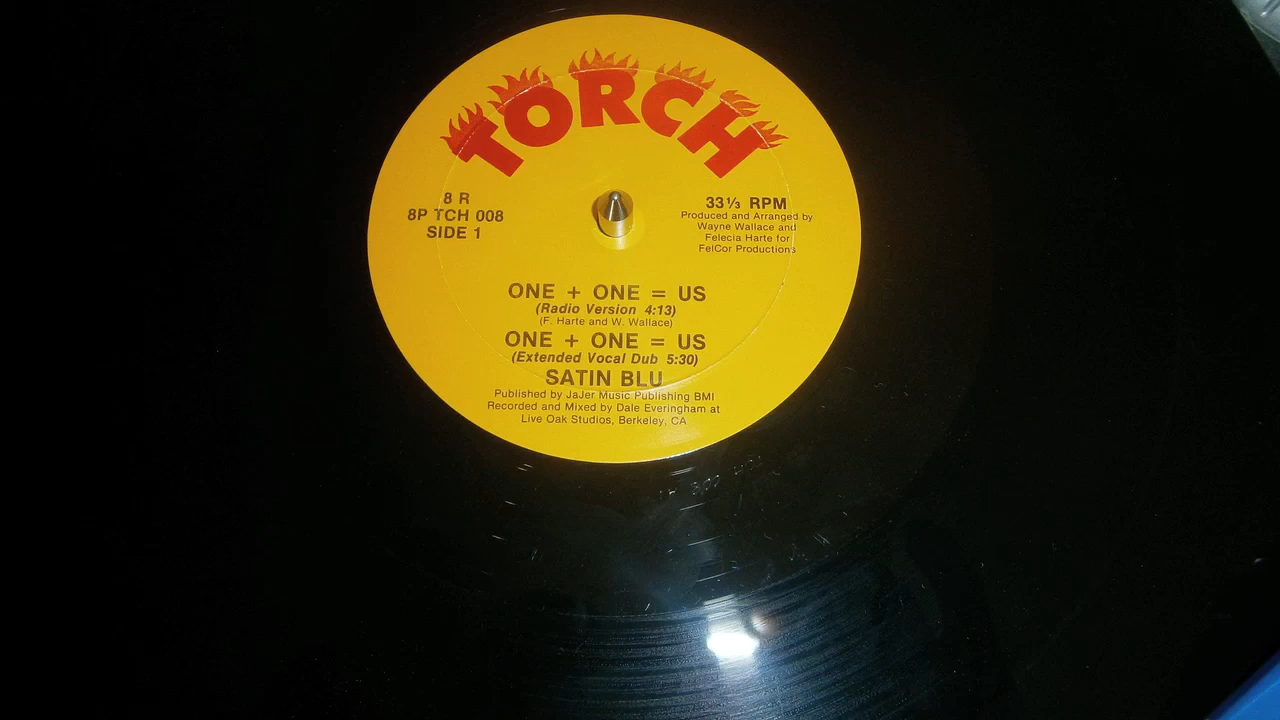 TORCH
8 R
8P TCH 008
SIDE 1
33⅓ RPM
Produced and Arranged by
Wayne Wallace and
Felecia Harte for
FelCor Productions
ONE + ONE = US
(Radio Version 4:13)
(F. Harte and W. Wallace)
ONE + ONE = US
(Extended Vocal Dub 5:30)
SATIN BLU
Published by JaJer Music Publishing BMI
Recorded and Mixed by Dale Everingham at
Live Oak Studios, Berkeley, CA